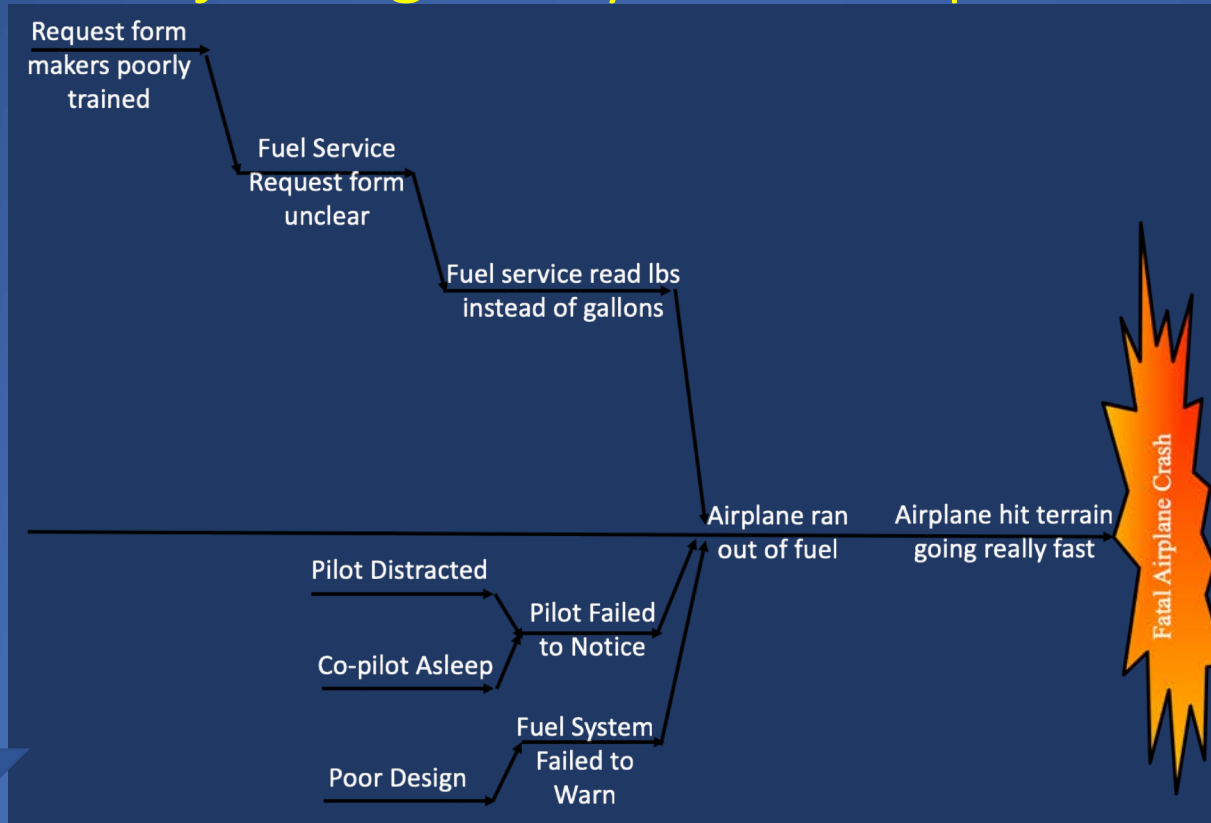 Request form
makers poorly
trained
Fuel Service
Request form
unclear
Fuel service read lbs
instead of gallons
Airplane ran
out of fuel
Airplane hit terrain
going really fast
Fatal Airplane Crash
Pilot Distracted
Pilot Failed
to Notice
Co-pilot Asleep
Fuel System
Failed to
Warn
Poor Design